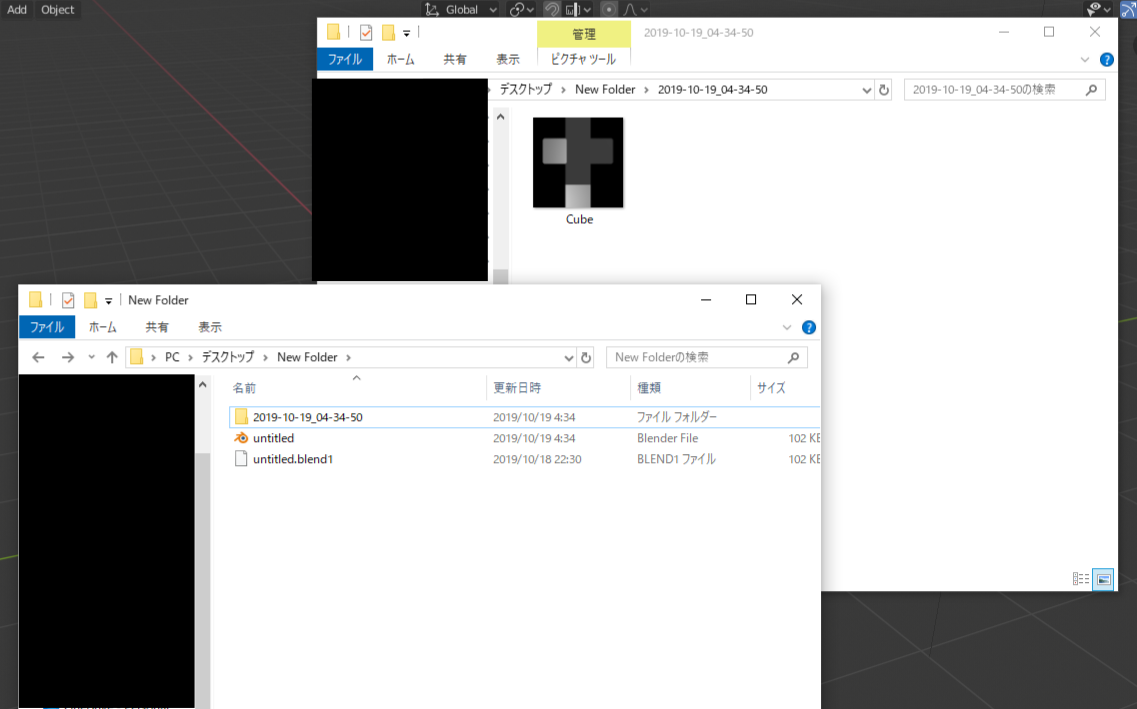 Add Object Global
管理 2019-10-19_04-34-50
ファイル ホーム 共有 表示 ピクチャ ツール
デスクトップ › New Folder › 2019-10-19_04-34-50 2019-10-19_04-34-50の検索
Cube
New Folder
ファイル ホーム 共有 表示
PC › デスクトップ › New Folder › New Folderの検索
名前 更新日時 種類 サイズ
2019-10-19_04-34-50 2019/10/19 4:34 ファイル フォルダー
untitled 2019/10/19 4:34 Blender File 102 KB
untitled.blend1 2019/10/18 22:30 BLEND1 ファイル 102 KB